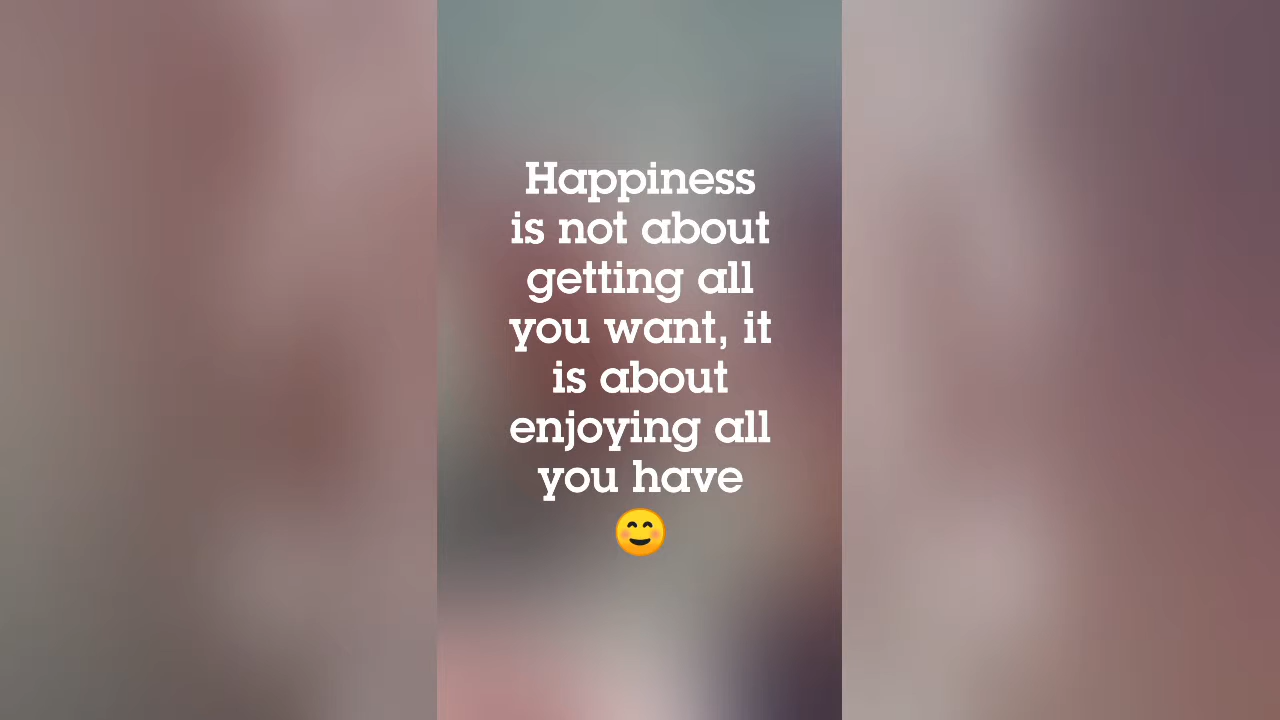 Happiness
is not about
getting all
you want, it
is about
enjoying all
you have
😊